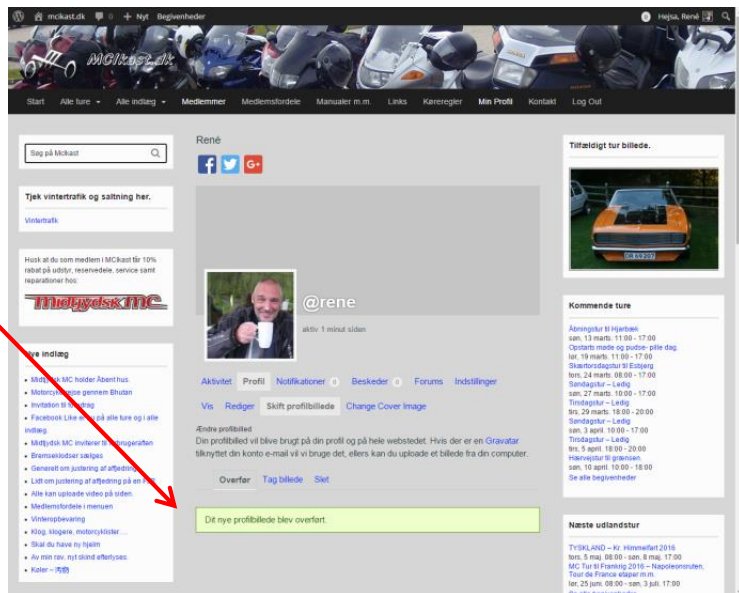 mcikast.dk 0 + Nyt Begivenheder
0 Hejsa, René
MCIkast.dk
Start Alle ture Alle indlæg Medlemmer Medlemsfordele Manualer m.m. Links Køreregler Min Profil Kontakt Log Out
Søg på Mcikast
Tjek vintertrafik og saltning her.
Vintertrafik
Husk at du som medlem i MCIkast får 10%
rabat på udstyr, reservedele, service samt
reparationer hos:
Midtjydsk MC
Nye indlæg
Midtjydsk MC holder Åbent hus.
Motorcykelrejse gennem Bhutan
Invitation til foredrag
Facebook Like er nu på alle ture og i alle
indlæg.
Midtjydsk MC inviterer til
Bremseklodser sælges
Generelt om justering af affjedring
Lidt om justering af affjedring på en
Alle kan uploade video på siden.
Medlemsfordele i menuen
Vinteropbevaring
Klog, klogere, motorcyklister….
Skal du have ny hjelm
Av min røv, nyt skind efterlyses.
Køler –
René
f G+
@rene
aktiv 1 minut siden
Aktivitet Profil Notifikationer 0 Beskeder 0 Forums Indstillinger
Vis Rediger Skift profilbillede Change Cover Image
Ændre profilbilled
Din profilbilled vil blive brugt på din profil og på hele webstedet. Hvis der er en Gravatar
tilknyttet din konto e-mail vil vi bruge det, ellers kan du uploade et billede fra din computer.
Overfør Tag billede Slet
Dit nye profilbillede blev overført.
Tilfældigt tur billede.
Kommende ture
Åbningstur til Hjarbæk
søn, 13 marts. 11:00 - 17:00
Opstarts møde og pudse- pille dag.
lør, 19 marts. 11:00 - 17:00
Skærtorsdagstur til Esbjerg
tors, 24 marts. 08:00 - 17:00
Søndagstur – Ledig
søn, 27 marts. 10:00 - 17:00
Tirsdagstur – Ledig
tirs, 29 marts. 18:00 - 20:00
Søndagstur – Ledig
søn, 3 april. 10:00 - 17:00
Tirsdagstur – Ledig
tirs, 5 april. 18:00 - 20:00
Hærvejstur til grænsen.
søn, 10 april. 10:00 - 18:00
Se alle begivenheder
Næste udlandstur
TYSKLAND – Kr. Himmelfart 2016
tors, 5 maj. 08:00 - søn, 8 maj. 17:00
MC Tur til Frankrig 2016 – Napoleonsruten,
Tour de France etaper m.m.
lør, 25 juni. 08:00 - søn, 3 juli. 17:00
Se alle begivenheder